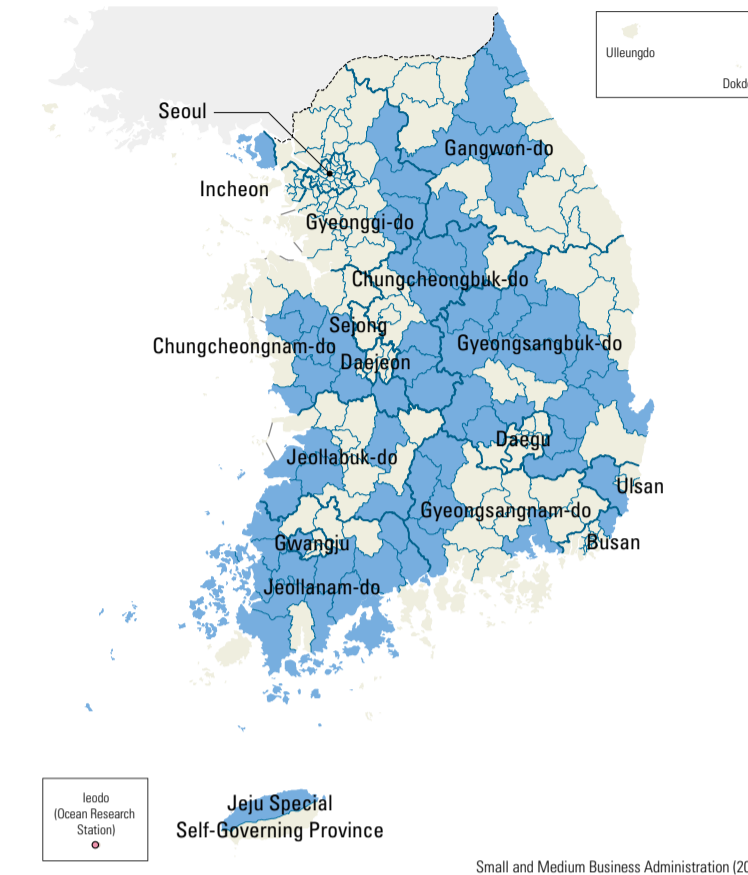 Ulleungdo
Seoul
Gangwon-do
Incheon
Gyeonggi-do
Chungcheongbuk-do
Sejong
Chungcheongnam-do
Gyeongsangbuk-do
Daejeon
Daegu
Jeollabuk-do
Ulsan
Gyeongsangnam-do
Gwangju
Busan
Jeollanam-do
Ieodo
(Ocean Research
Station)
Jeju Special
Self-Governing Province
Small and Medium Business Administration (20